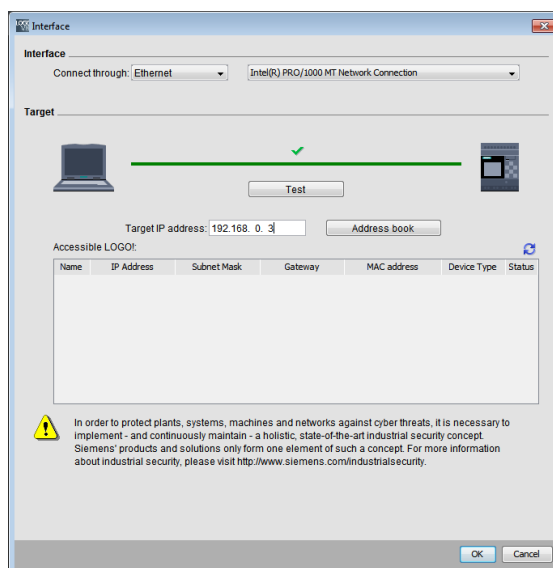 Interface
Interface
Connect through: Ethernet Intel(R) PRO/1000 MT Network Connection
Target
Test
Target IP address: 192.168. 0. 3 Address book
Accessible LOGO!:
Name IP Address Subnet Mask Gateway MAC address Device Type Status
In order to protect plants, systems, machines and networks against cyber threats, it is necessary to
implement - and continuously maintain - a holistic, state-of-the-art industrial security concept.
Siemens' products and solutions only form one element of such a concept. For more information
about industrial security, please visit http://www.siemens.com/industrialsecurity.
OK Cancel